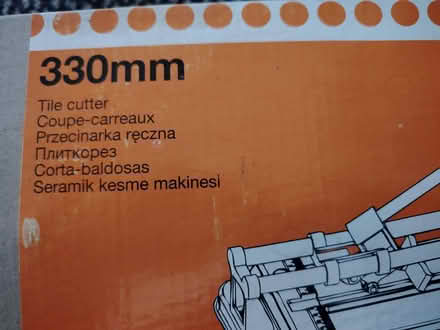 330mm
Tile cutter
Coupe-carreaux
Przecinarka ręczna
Плиткорез
Corta-baldosas
Seramik kesme makinesi